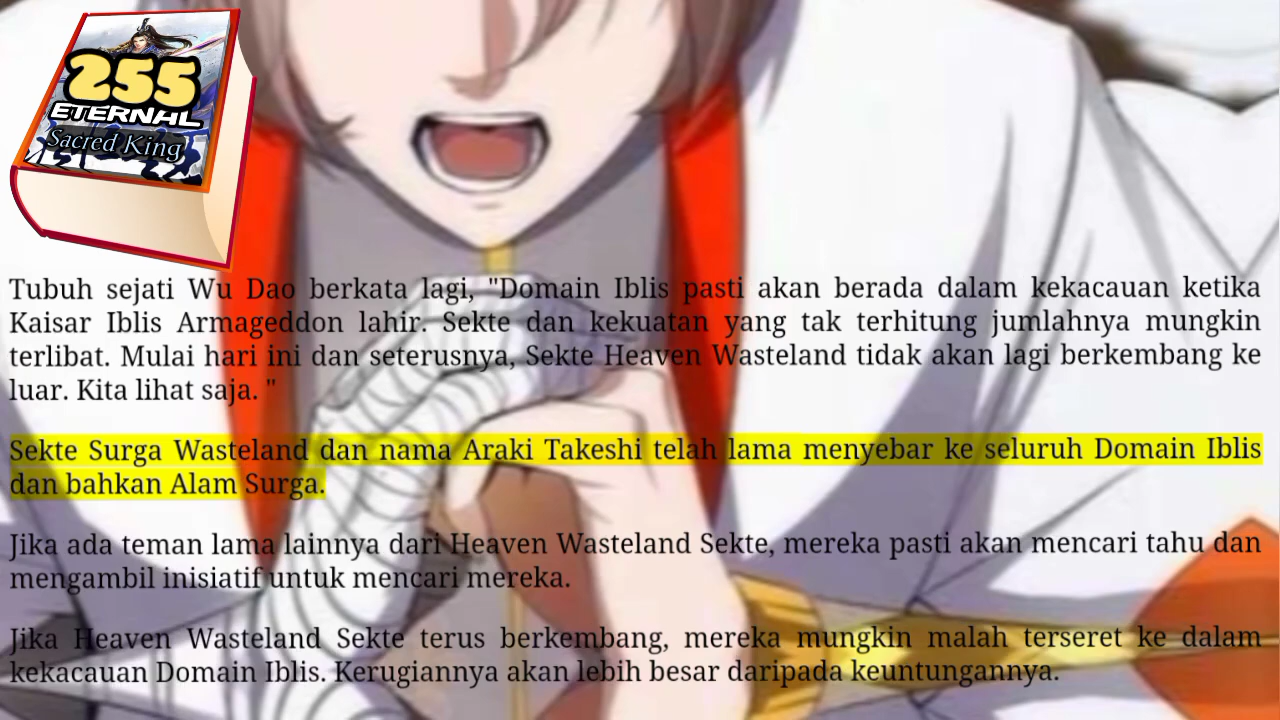 255
ETERNAL
Sacred King
Tubuh sejati Wu Dao berkata lagi, "Domain Iblis pasti akan berada dalam kekacauan ketika
Kaisar Iblis Armageddon lahir. Sekte dan kekuatan yang tak terhitung jumlahnya mungkin
terlibat. Mulai hari ini dan seterusnya, Sekte Heaven Wasteland tidak akan lagi berkembang ke
luar. Kita lihat saja. "
Sekte Surga Wasteland dan nama Araki Takeshi telah lama menyebar ke seluruh Domain Iblis
dan bahkan Alam Surga.
Jika ada teman lama lainnya dari Heaven Wasteland Sekte, mereka pasti akan mencari tahu dan
mengambil inisiatif untuk mencari mereka.
Jika Heaven Wasteland Sekte terus berkembang, mereka mungkin malah terseret ke dalam
kekacauan Domain Iblis. Kerugiannya akan lebih besar daripada keuntungannya.